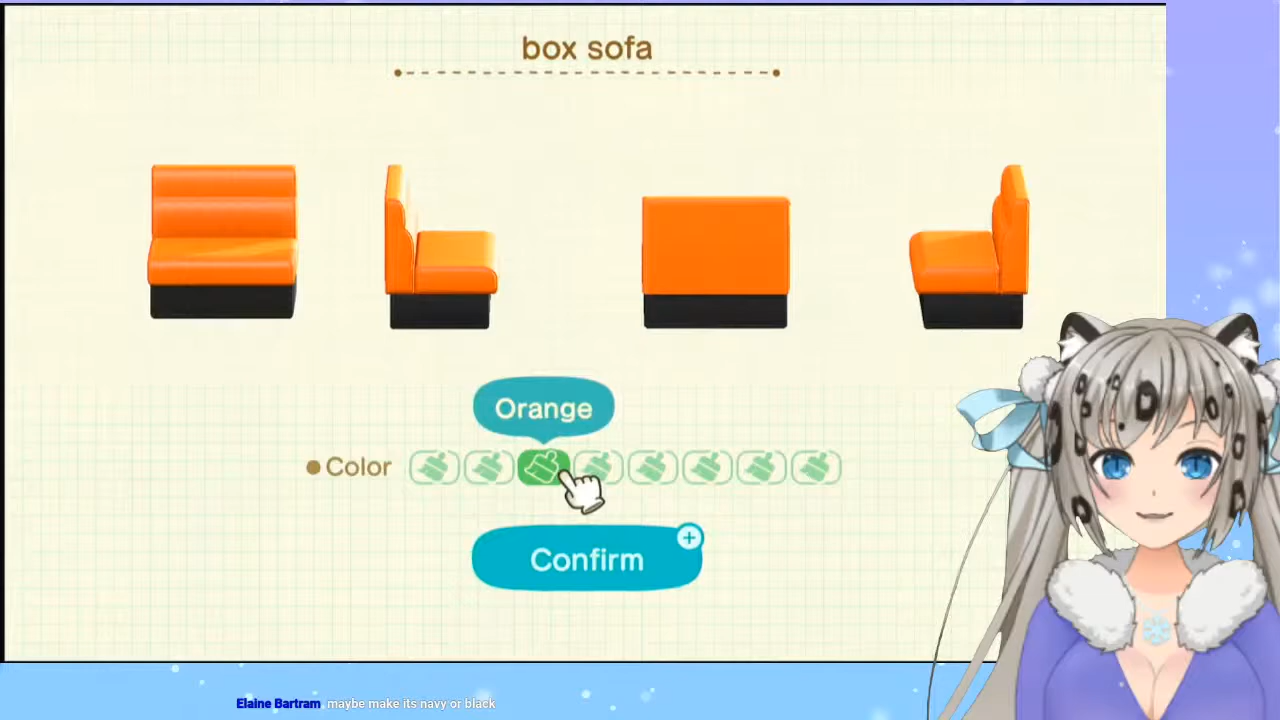 box sofa
Orange
Color
Confirm
Elaine Bartram maybe make its navy or black